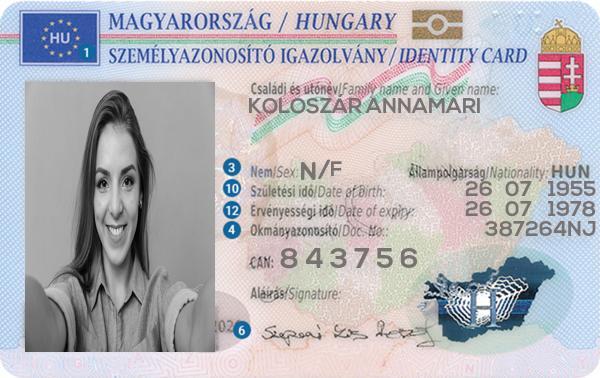 HU
1
MAGYARORSZÁG / HUNGARY
SZEMÉLYAZONOSÍTÓ IGAZOLVÁNY/IDENTITY CARD
Családi és utónév/Family name and Given name:
KOLOSZÁR ANNAMARI
3 Nem/Sex: N/F Állampolgárság/Nationality: HUN
10 Születési idő/Date of birth: 26 07 1955
12 Érvényességi idő/Date of expiry: 26 07 1978
4 Okmányazonosító/Doc. No: 387264NJ
CAN: 843756
Aláírás/Signature:
202
6
H